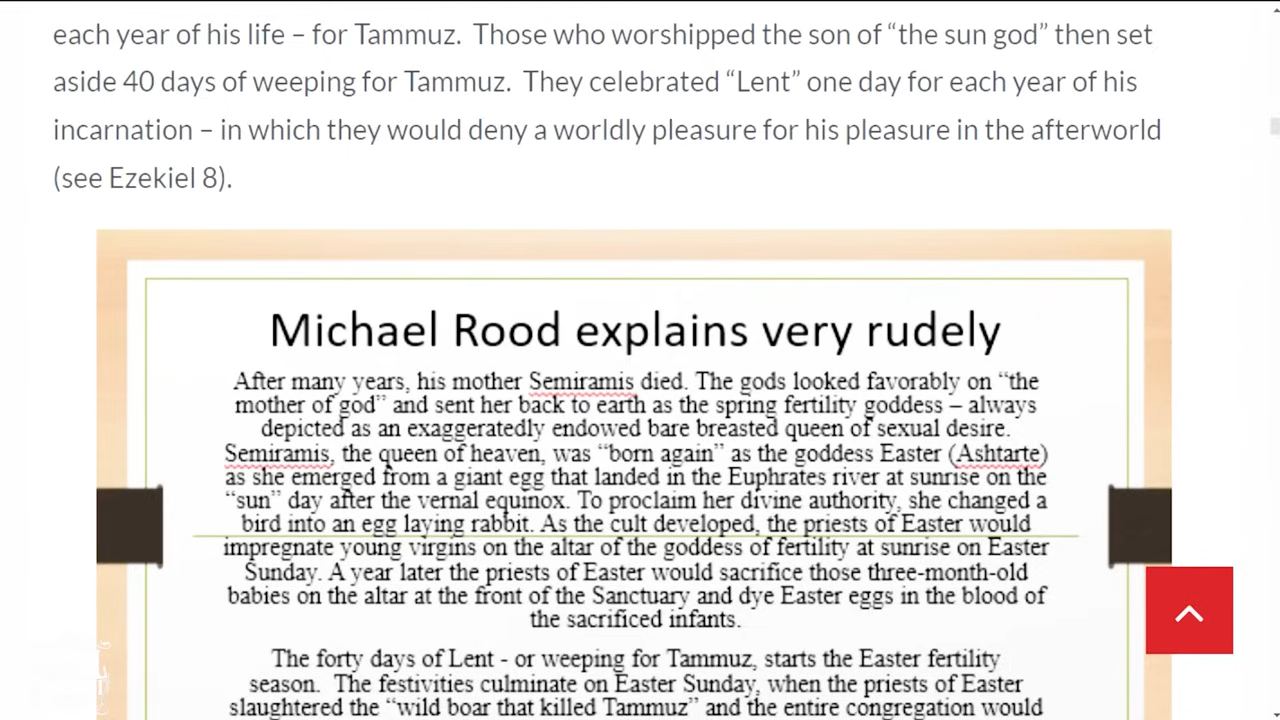 each year of his life – for Tammuz. Those who worshipped the son of “the sun god” then set
aside 40 days of weeping for Tammuz. They celebrated “Lent” one day for each year of his
incarnation – in which they would deny a worldly pleasure for his pleasure in the afterworld
(see Ezekiel 8).
Michael Rood explains very rudely
After many years, his mother Semiramis died. The gods looked favorably on “the
mother of god” and sent her back to earth as the spring fertility goddess – always
depicted as an exaggeratedly endowed bare breasted queen of sexual desire.
Semiramis, the queen of heaven, was “born again” as the goddess Easter (Ashtarte)
as she emerged from a giant egg that landed in the Euphrates river at sunrise on the
“sun” day after the vernal equinox. To proclaim her divine authority, she changed a
bird into an egg laying rabbit. As the cult developed, the priests of Easter would
impregnate young virgins on the altar of the goddess of fertility at sunrise on Easter
Sunday. A year later the priests of Easter would sacrifice those three-month-old
babies on the altar at the front of the Sanctuary and dye Easter eggs in the blood of
the sacrificed infants.
The forty days of Lent - or weeping for Tammuz, starts the Easter fertility
season. The festivities culminate on Easter Sunday, when the priests of Easter
slaughtered the “wild boar that killed Tammuz” and the entire congregation would